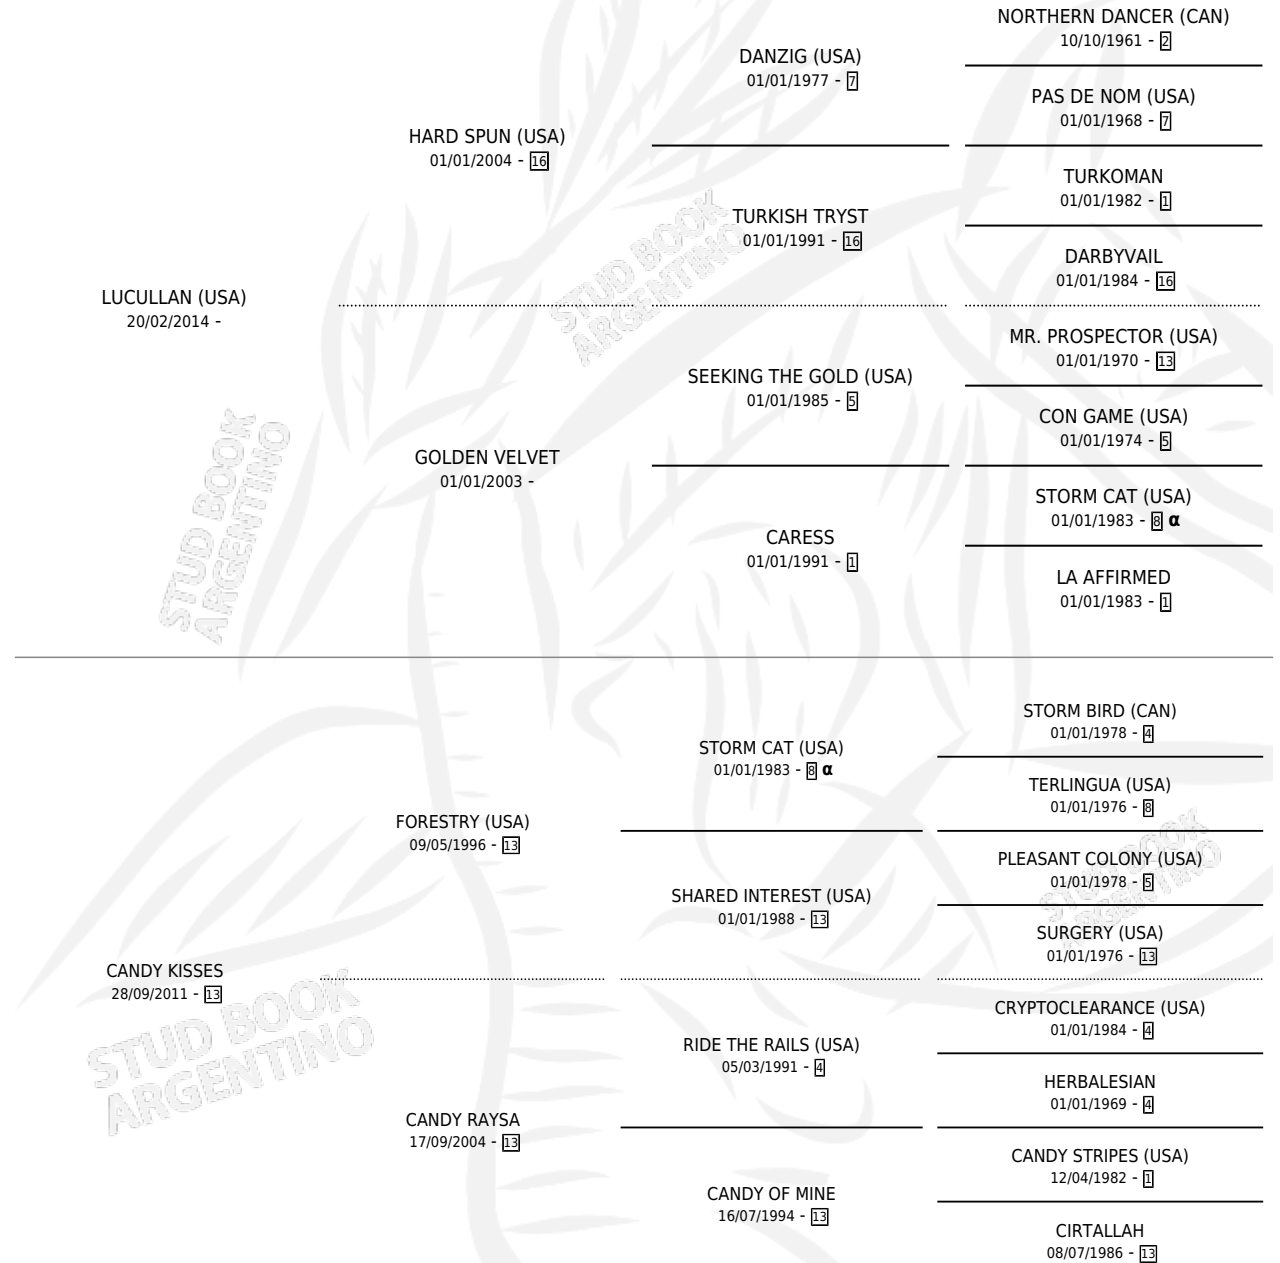 NORTHERN DANCER (CAN)
10/10/1961 - 2
DANZIG (USA)
01/01/1977 - 7
PAS DE NOM (USA)
01/01/1968 - 7
HARD SPUN (USA)
01/01/2004 - 16
TURKOMAN
01/01/1982 - 1
TURKISH TRYST
01/01/1991 - 16
DARBYVAIL
01/01/1984 - 16
STUD BOOK
ARGENTINO
LUCULLAN (USA)
20/02/2014 -
MR. PROSPECTOR (USA)
01/01/1970 - 13
SEEKING THE GOLD (USA)
01/01/1985 - 5
CON GAME (USA)
01/01/1974 - 5
GOLDEN VELVET
01/01/2003 -
STORM CAT (USA)
01/01/1983 - 8 α
CARESS
01/01/1991 - 1
LA AFFIRMED
01/01/1983 - 1
STUD BOOK
ARGENTINO
STORM BIRD (CAN)
01/01/1978 - 4
STORM CAT (USA)
01/01/1983 - 8 α
TERLINGUA (USA)
01/01/1976 - 8
FORESTRY (USA)
09/05/1996 - 13
PLEASANT COLONY (USA)
01/01/1978 - 5
SHARED INTEREST (USA)
01/01/1988 - 13
SURGERY (USA)
01/01/1976 - 13
STUD BOOK
ARGENTINO
CANDY KISSES
28/09/2011 - 13
CRYPTOCLEARANCE (USA)
01/01/1984 - 4
RIDE THE RAILS (USA)
05/03/1991 - 4
HERBALESIAN
01/01/1969 - 4
CANDY RAYSA
17/09/2004 - 13
CANDY STRIPES (USA)
12/04/1982 - 1
CANDY OF MINE
16/07/1994 - 13
CIRTALLAH
08/07/1986 - 13
STUD BOOK
ARGENTINO